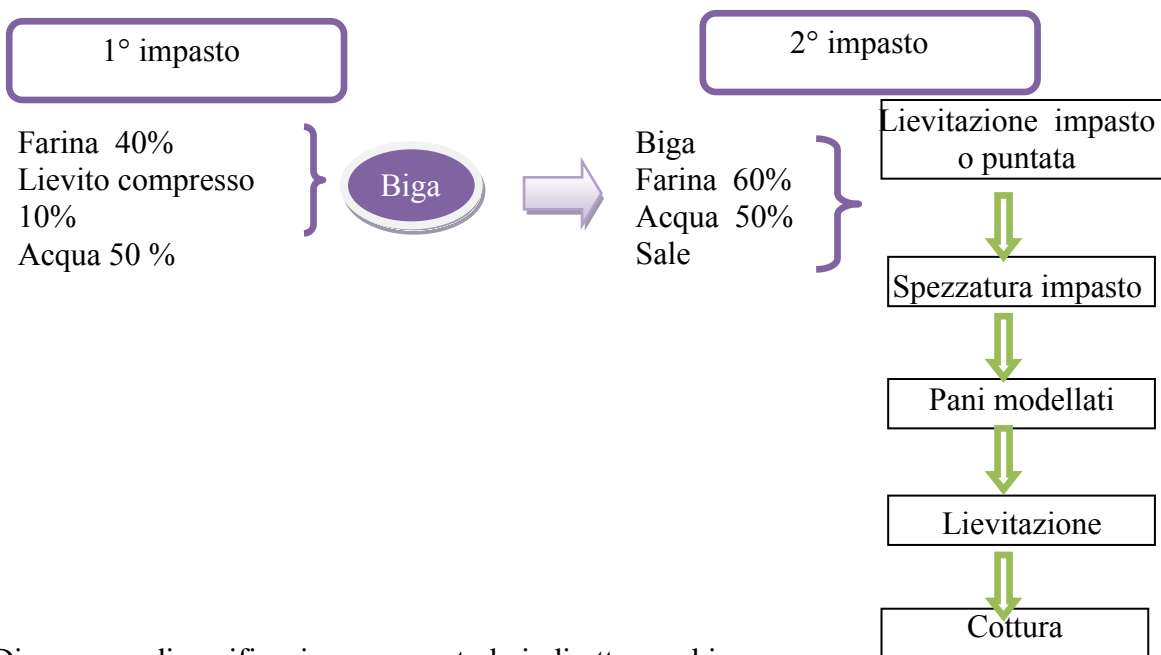 1° impasto
Farina 40%
Lievito compresso
10%
Acqua 50 %
Biga
2° impasto
Biga
Farina 60%
Acqua 50%
Sale
Lievitazione impasto
o puntata
Spezzatura impasto
Pani modellati
Lievitazione
Cottura